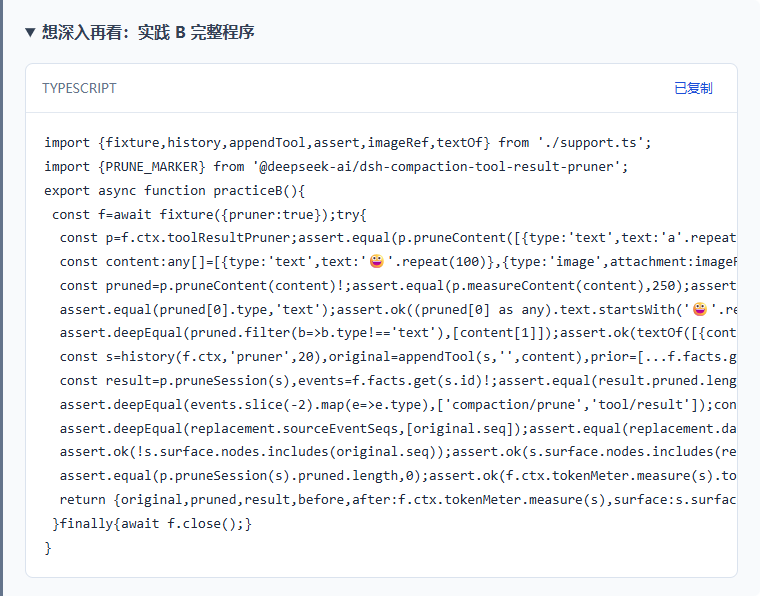 ▼ 想深入再看：实践 B 完整程序
TYPESCRIPT
已复制
import {fixture,history,appendTool,assert,imageRef,textOf} from './support.ts';
import {PRUNE_MARKER} from '@deepseek-ai/dsh-compaction-tool-result-pruner';
export async function practiceB(){
 const f=await fixture({pruner:true});try{
  const p=f.ctx.toolResultPruner;assert.equal(p.pruneContent([{type:'text',text:'a'.repeat
  const content:any[]=[{type:'text',text:'😀'.repeat(100)},{type:'image',attachment:imageR
  const pruned=p.pruneContent(content)!;assert.equal(p.measureContent(content),250);assert
  assert.equal(pruned[0].type,'text');assert.ok((pruned[0] as any).text.startsWith('😀'.re
  assert.deepEqual(pruned.filter(b=>b.type!=='text'),[content[1]]);assert.ok(textOf([{cont
  const s=history(f.ctx,'pruner',20),original=appendTool(s,'',content),prior=[...f.facts.g
  const result=p.pruneSession(s),events=f.facts.get(s.id)!;assert.equal(result.pruned.leng
  assert.deepEqual(events.slice(-2).map(e=>e.type),['compaction/prune','tool/result']);con
  assert.deepEqual(replacement.sourceEventSeqs,[original.seq]);assert.equal(replacement.da
  assert.ok(!s.surface.nodes.includes(original.seq));assert.ok(s.surface.nodes.includes(re
  assert.equal(p.pruneSession(s).pruned.length,0);assert.ok(f.ctx.tokenMeter.measure(s).to
  return {original,pruned,result,before,after:f.ctx.tokenMeter.measure(s),surface:s.surfac
 }finally{await f.close();}
}